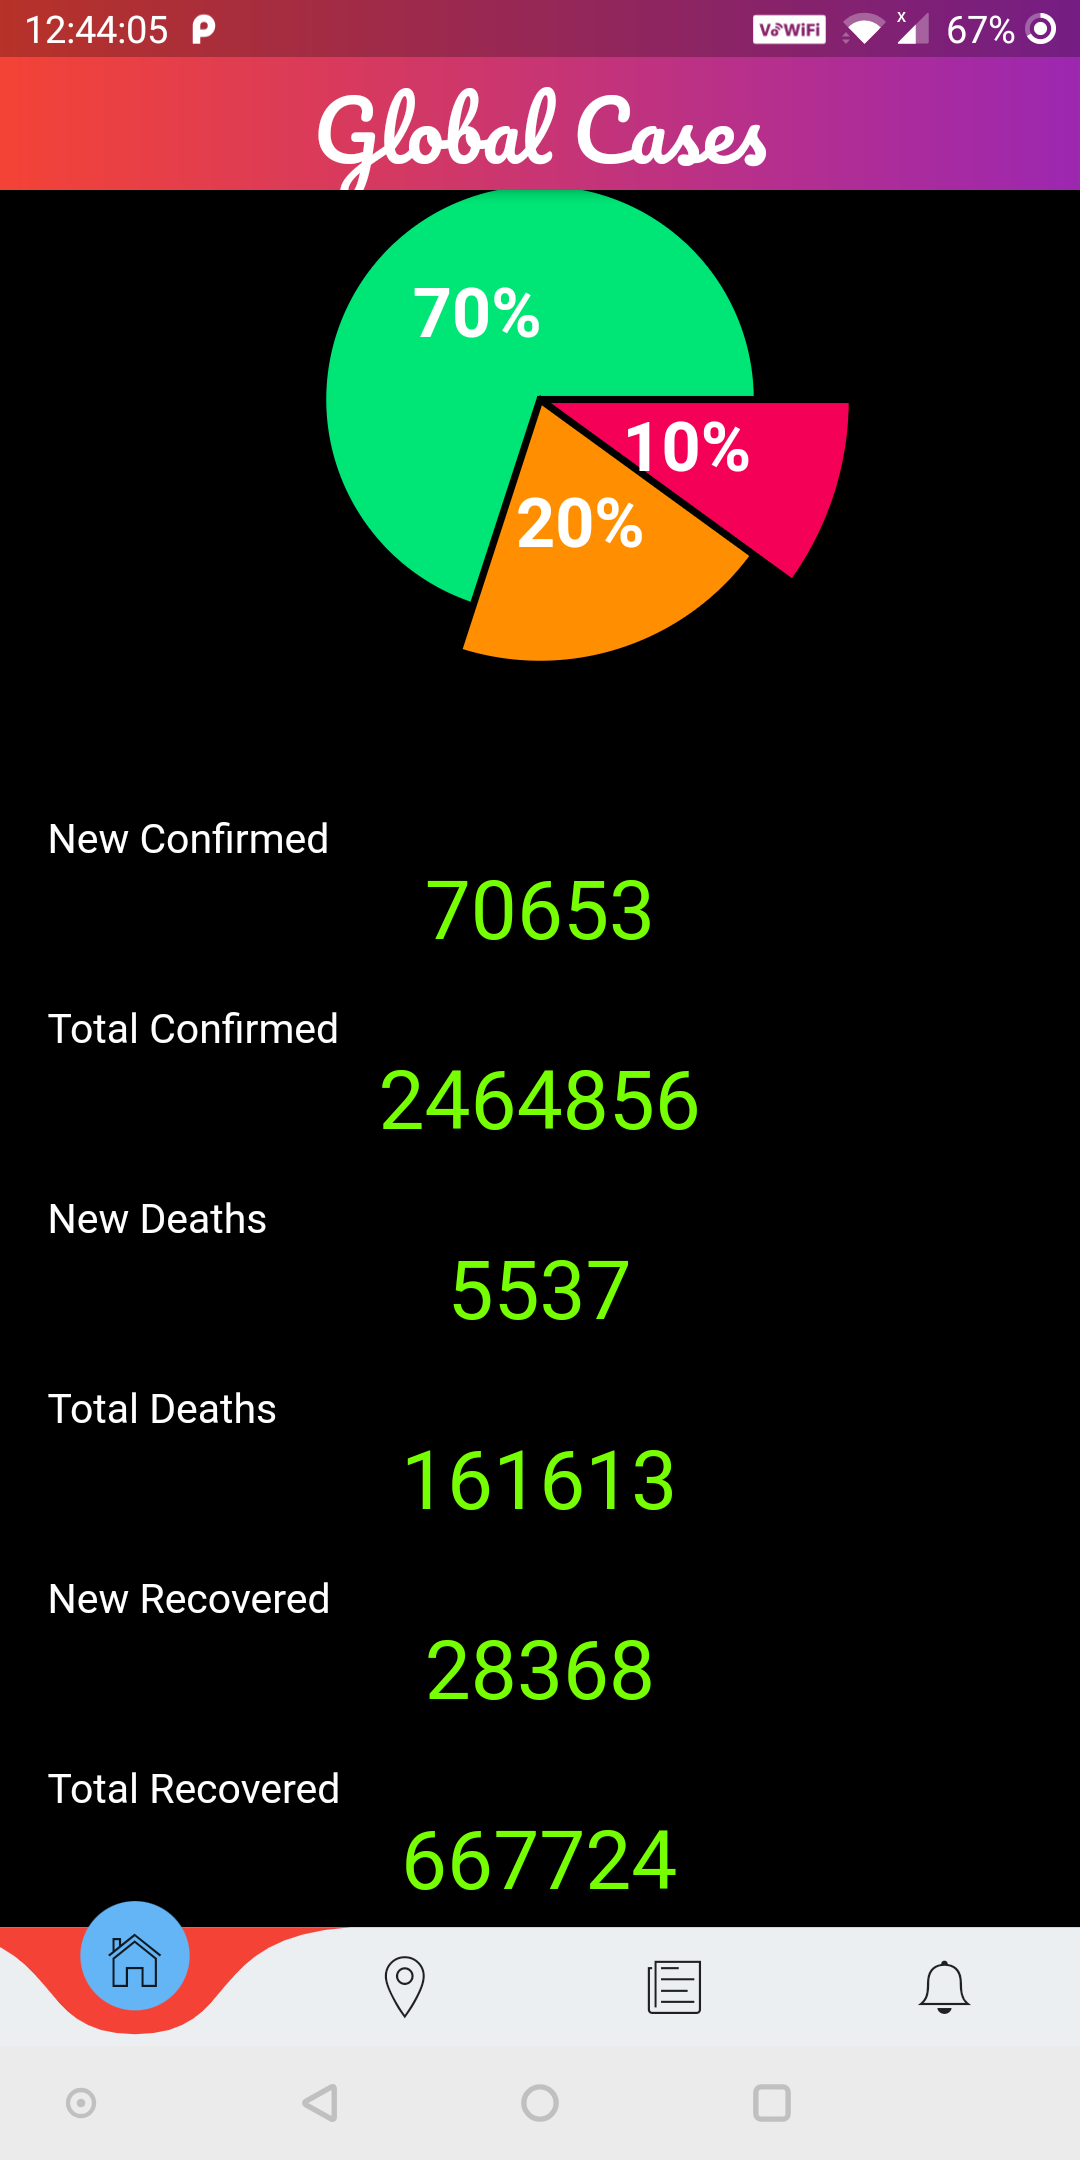 12:44:05 VoWiFi x 67%
Global Cases
70%
10%
20%
New Confirmed
70653
Total Confirmed
2464856
New Deaths
5537
Total Deaths
161613
New Recovered
28368
Total Recovered
667724